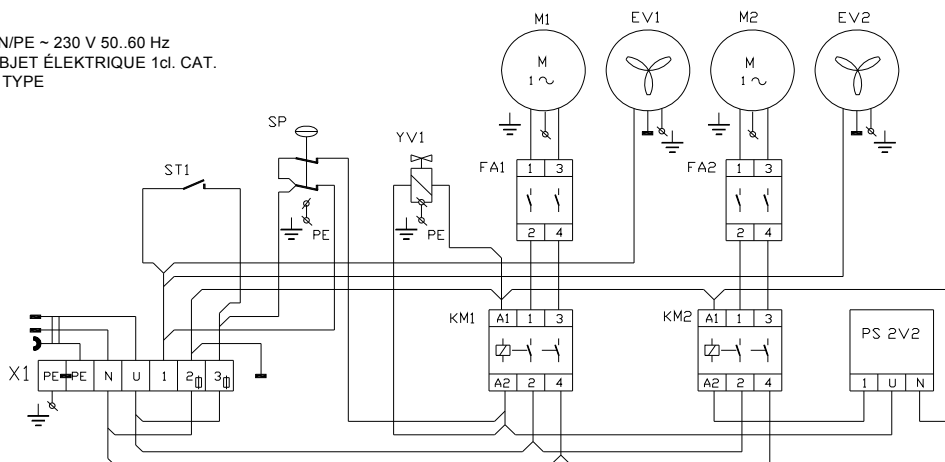 N/PE ~ 230 V 50..60 Hz
BJET ÉLEKTRIQUE 1cl. CAT.
TYPE
M1 EV1 M2 EV2
M M
1 1
SP
YV1
ST1
FA1 1 3 FA2 1 3
2 4 2 4
PE PE
KM1 A1 1 3 KM2 A1 1 3
PS 2V2
X1 PE PE N U 1 2 3
A2 2 4 A2 2 4 1 U N